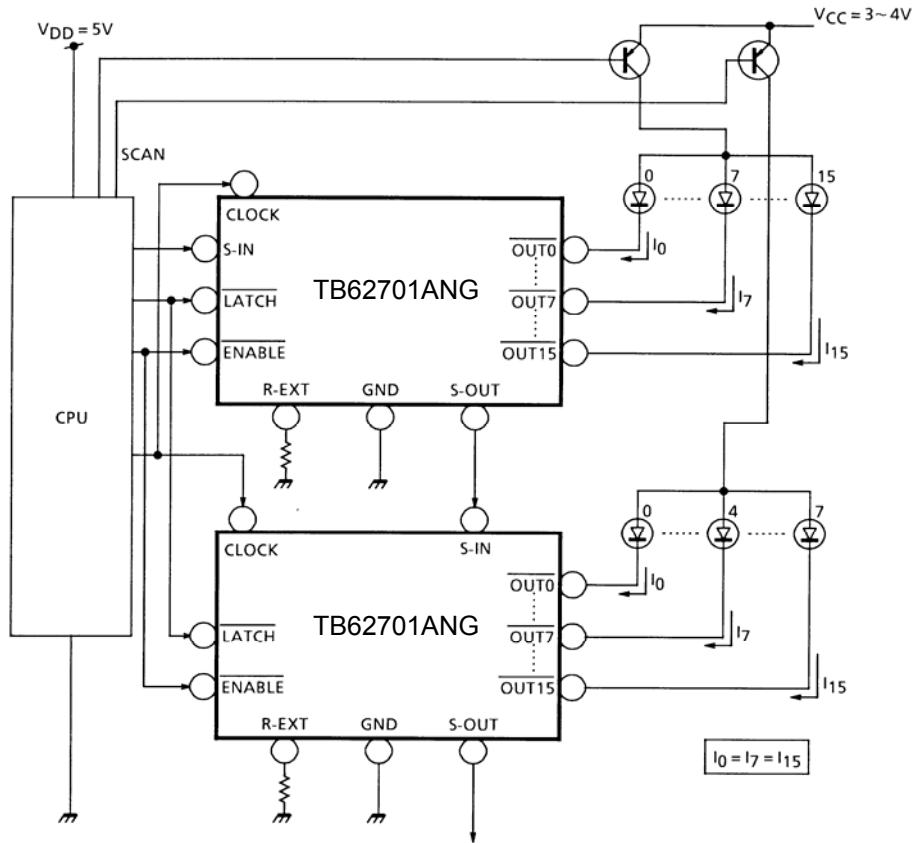 VDD = 5V
VCC = 3~4V
SCAN
CPU
CLOCK
S-IN
LATCH
ENABLE
TB62701ANG
OUT0
OUT7
OUT15
R-EXT
GND
S-OUT
0
7
15
I0
I7
I15
CLOCK
S-IN
LATCH
ENABLE
TB62701ANG
OUT0
OUT7
OUT15
R-EXT
GND
S-OUT
0
4
7
I0
I7
I15
I0 = I7 = I15